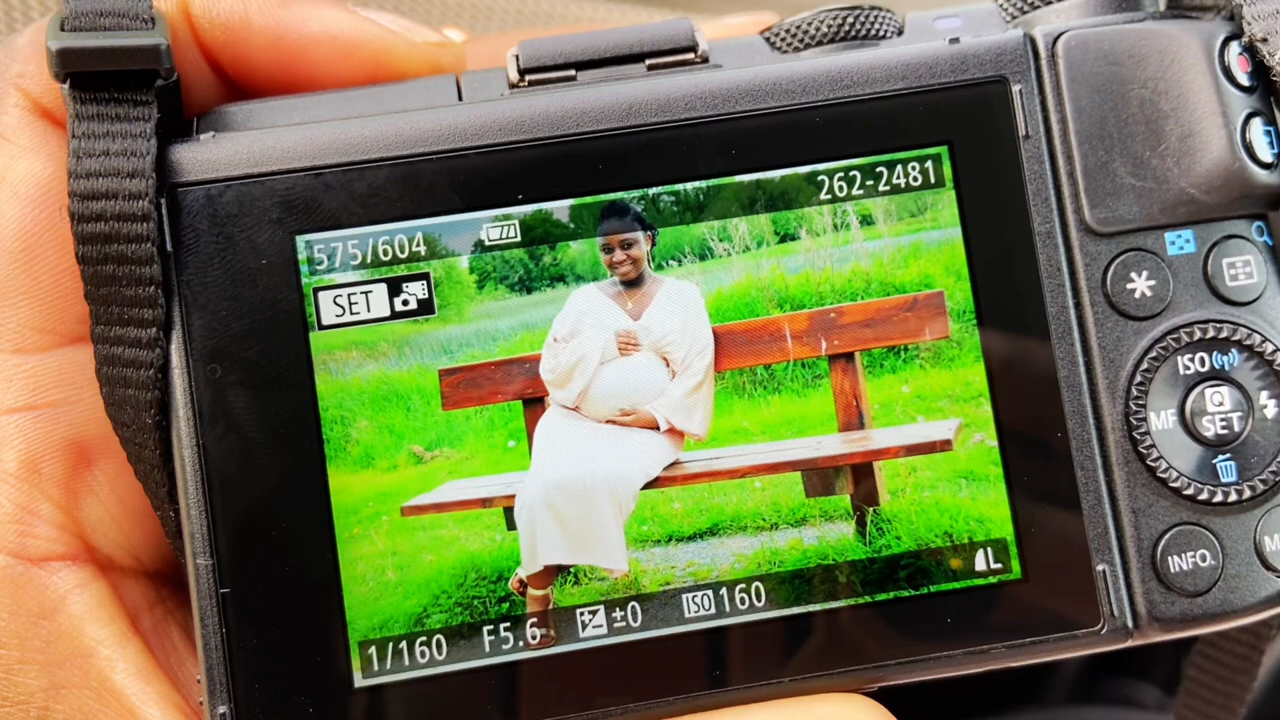 575/604
262-2481
SET
1/160 F5.6 ±0 ISO 160
L
ISO
MF
Q
SET
INFO.